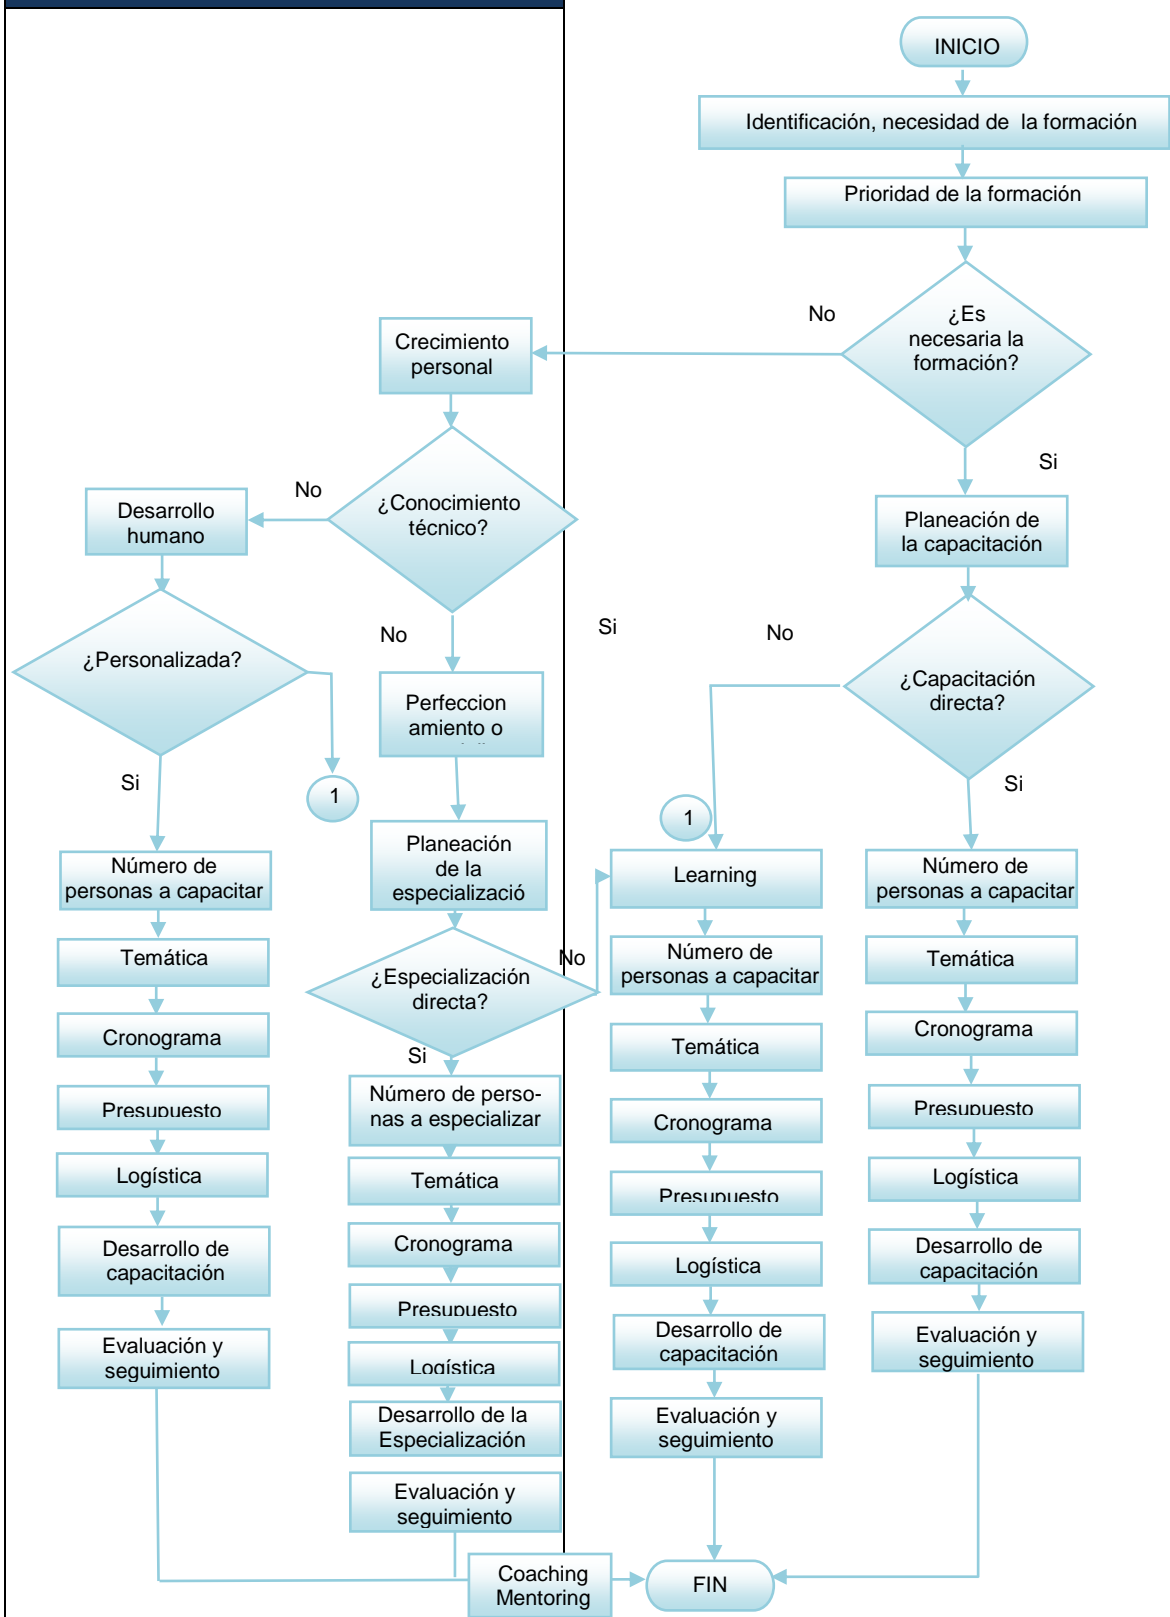 INICIO
Identificación, necesidad de la formación
Prioridad de la formación
¿Es
necesaria la
formación?
No
Si
Crecimiento
personal
¿Conocimiento
técnico?
No
No
Si
Desarrollo
humano
¿Personalizada?
Si
1
Perfeccion
amiento o
Planeación
de la
especializació
¿Especialización
directa?
No
Si
Planeación de
la capacitación
¿Capacitación
directa?
No
Si
1
Número de
personas a capacitar
Temática
Cronograma
Presupuesto
Logística
Desarrollo de
capacitación
Evaluación y
seguimiento
Número de perso-
nas a especializar
Temática
Cronograma
Presupuesto
Logística
Desarrollo de la
Especialización
Evaluación y
seguimiento
Learning
Número de
personas a capacitar
Temática
Cronograma
Presupuesto
Logística
Desarrollo de
capacitación
Evaluación y
seguimiento
Número de
personas a capacitar
Temática
Cronograma
Presupuesto
Logística
Desarrollo de
capacitación
Evaluación y
seguimiento
Coaching
Mentoring
FIN